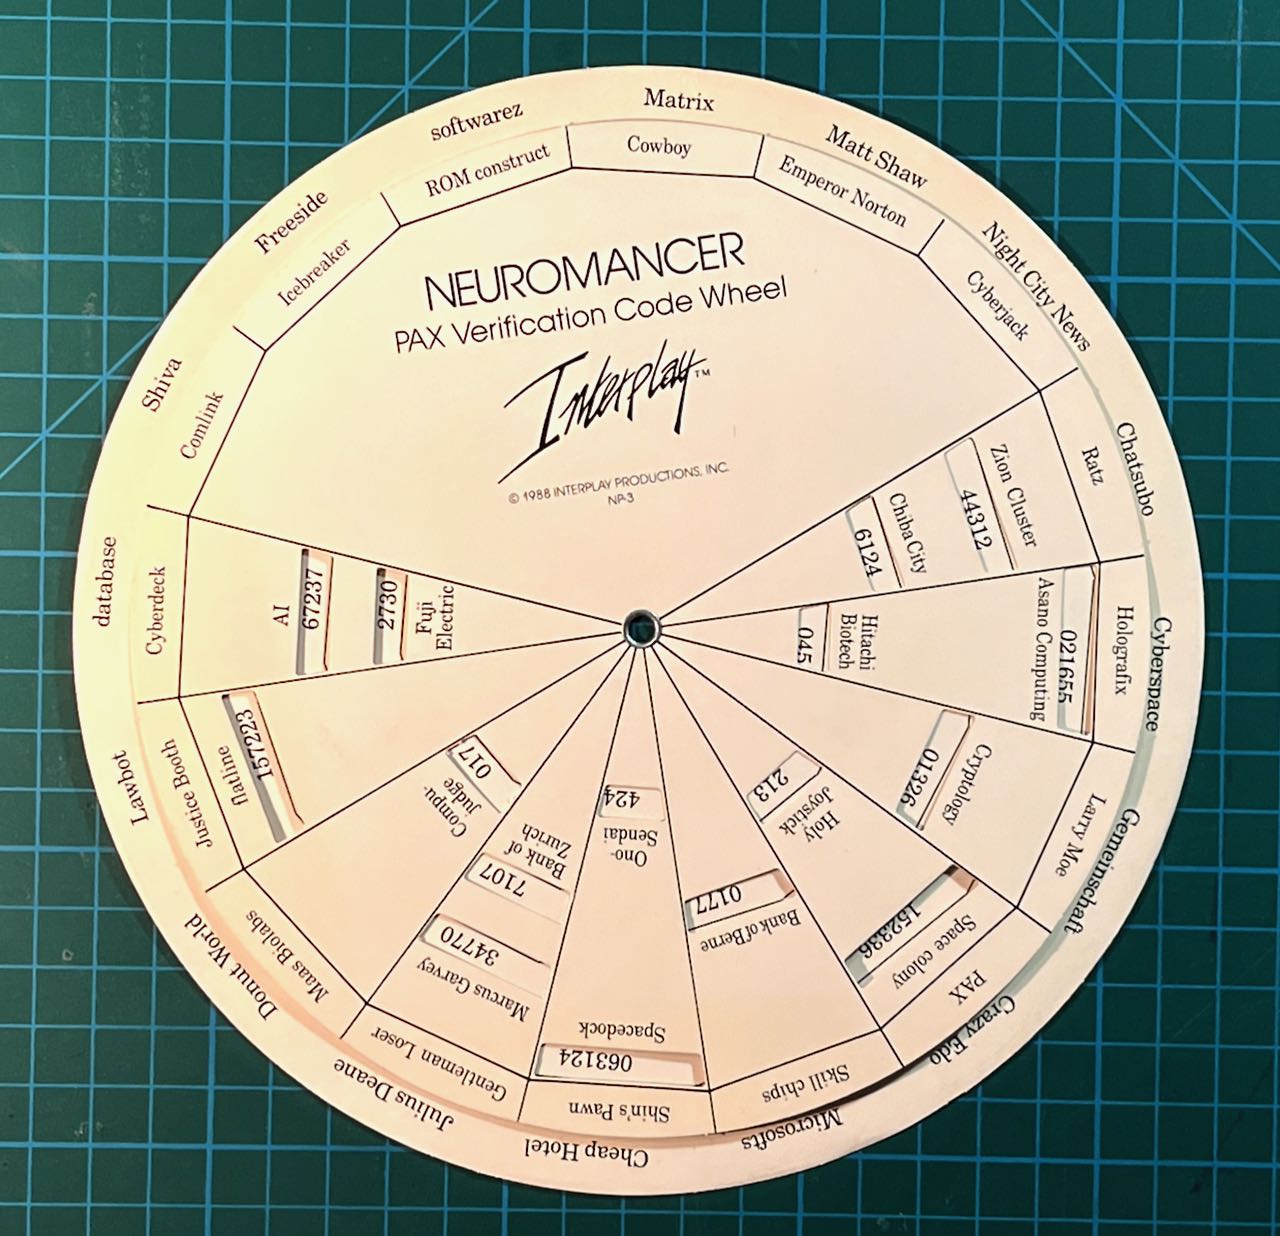 Matrix
Matt Shaw
Night City News
Chatsubo
Cyberspace
Gemeinschaft
Crazy Edo
Microsofts
Cheap Hotel
Julius Deane
Donut World
Lawbot
database
Shiva
Freeside
softwarez
Cowboy
Emperor Norton
Cyberjack
Ratz
Holografix
Larry Moe
PAX
Skill chips
Shin's Pawn
Gentleman Loser
Maas Biolabs
Justice Booth
Cyberdeck
Comlink
Icebreaker
ROM construct
NEUROMANCER
PAX Verification Code Wheel
Interplay™
© 1988 INTERPLAY PRODUCTIONS, INC.
NP-3
Zion Cluster
44312
Chiba City
6124
Asano Computing
021655
Hitachi
Biotech
045
Cryptology
01326
Space colony
152336
Holy
Joystick
213
Bank of Berne
0177
Ono-
Sendai
424
Spacedock
063124
Bank of
Zurich
7107
Marcus Garvey
34770
Compu-
Judge
017
flatline
157223
AI
67237
Fuji
Electric
2730